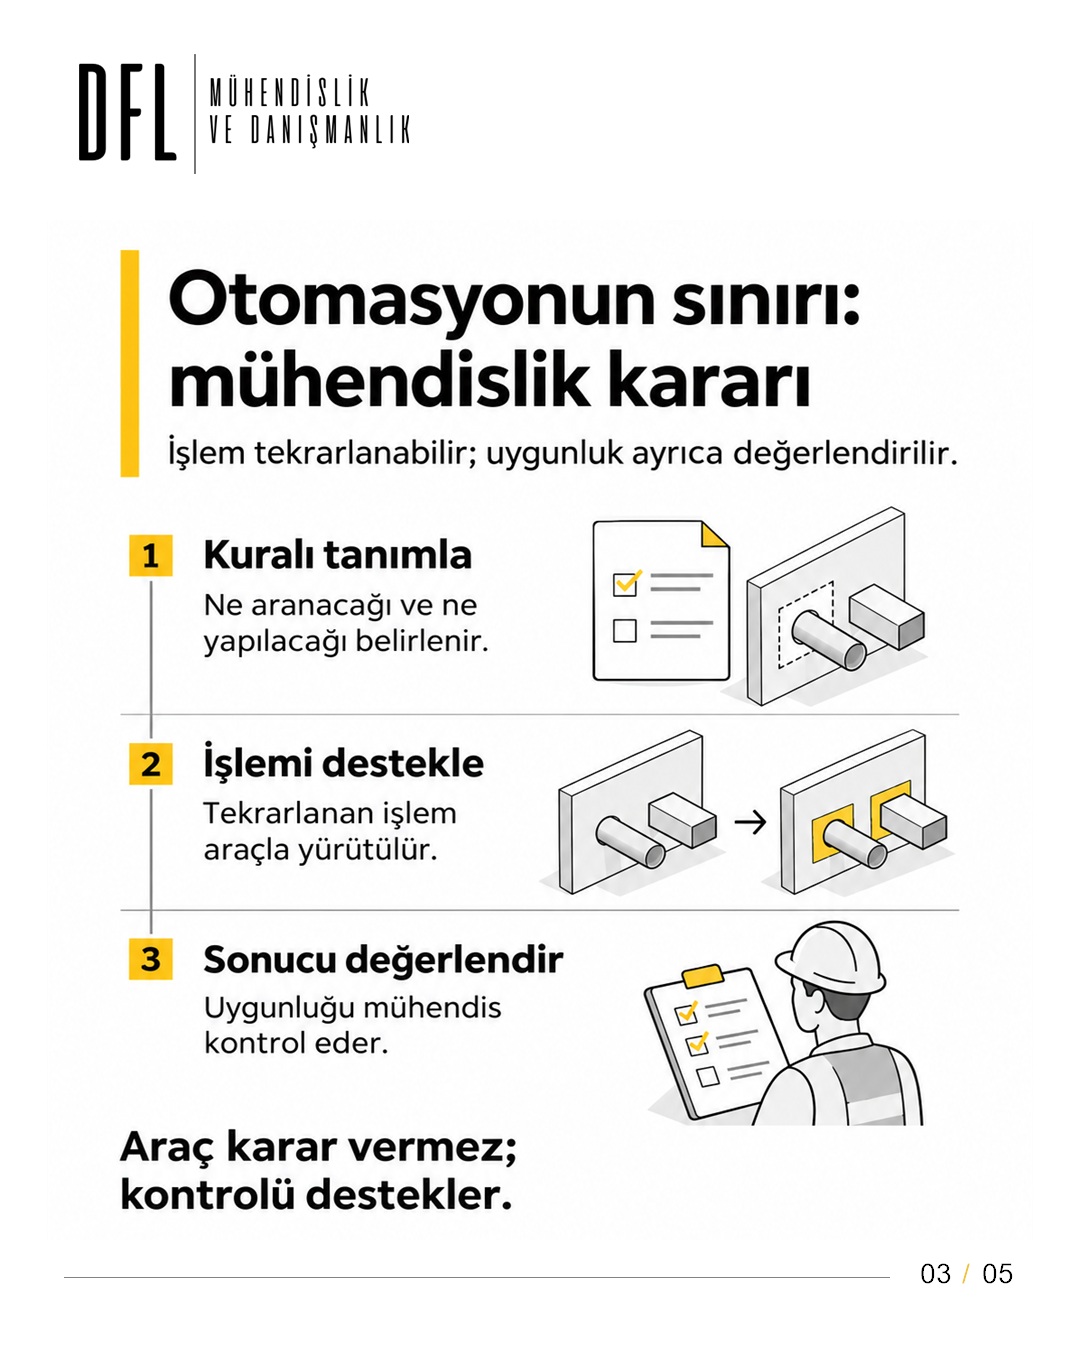 DFL
MÜHENDİSLİK
VE DANIŞMANLIK
Otomasyonun sınırı:
mühendislik kararı
İşlem tekrarlanabilir; uygunluk ayrıca değerlendirilir.
1 Kuralı tanımla
Ne aranacağı ve ne
yapılacağı belirlenir.
2 İşlemi destekle
Tekrarlanan işlem
araçla yürütülür.
3 Sonucu değerlendir
Uygunluğu mühendis
kontrol eder.
Araç karar vermez;
kontrolü destekler.
03 / 05